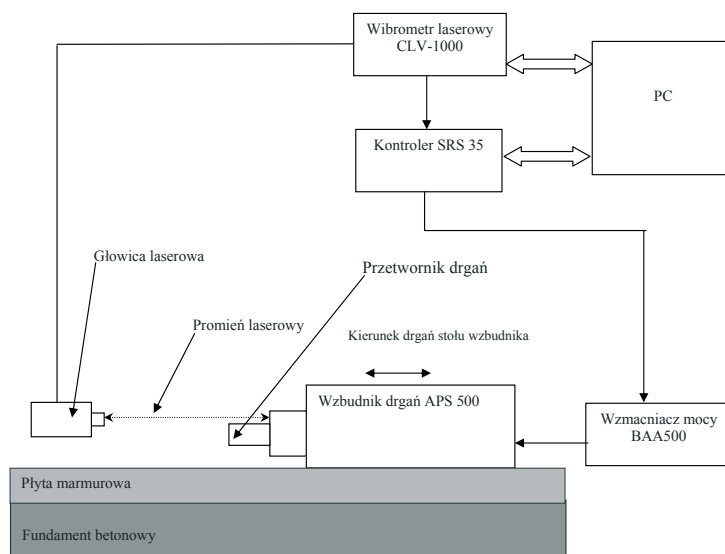 Wibrometr laserowy
CLV-1000
PC
Kontroler SRS 35
Głowica laserowa
Przetwornik drgań
Promień laserowy
Kierunek drgań stołu wzbudnika
Wzbudnik drgań APS 500
Wzmacniacz mocy
BAA500
Płyta marmurowa
Fundament betonowy